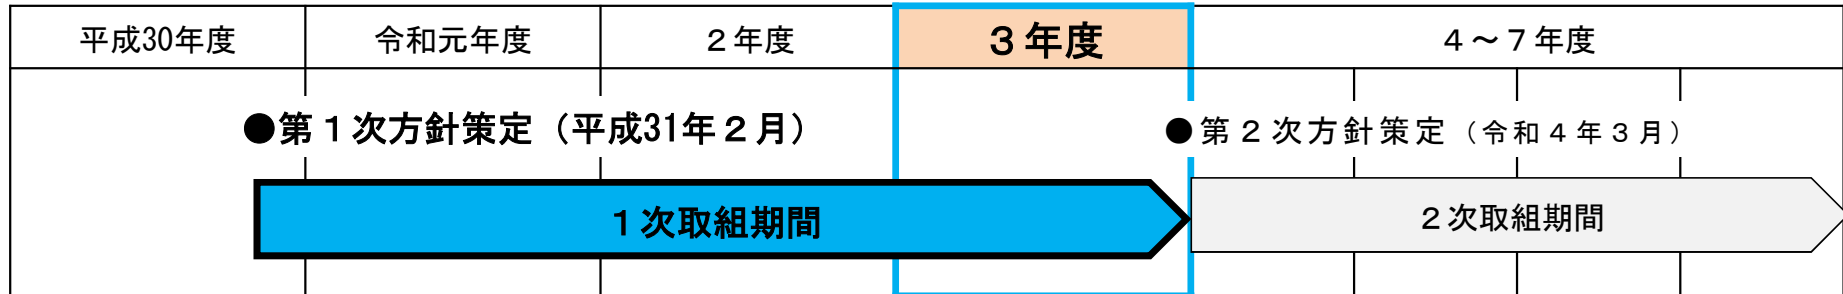 平成30年度 令和元年度 ２年度 ３年度 ４～７年度
●第１次方針策定（平成31年２月） ●第２次方針策定（令和４年３月）
１次取組期間 ２次取組期間